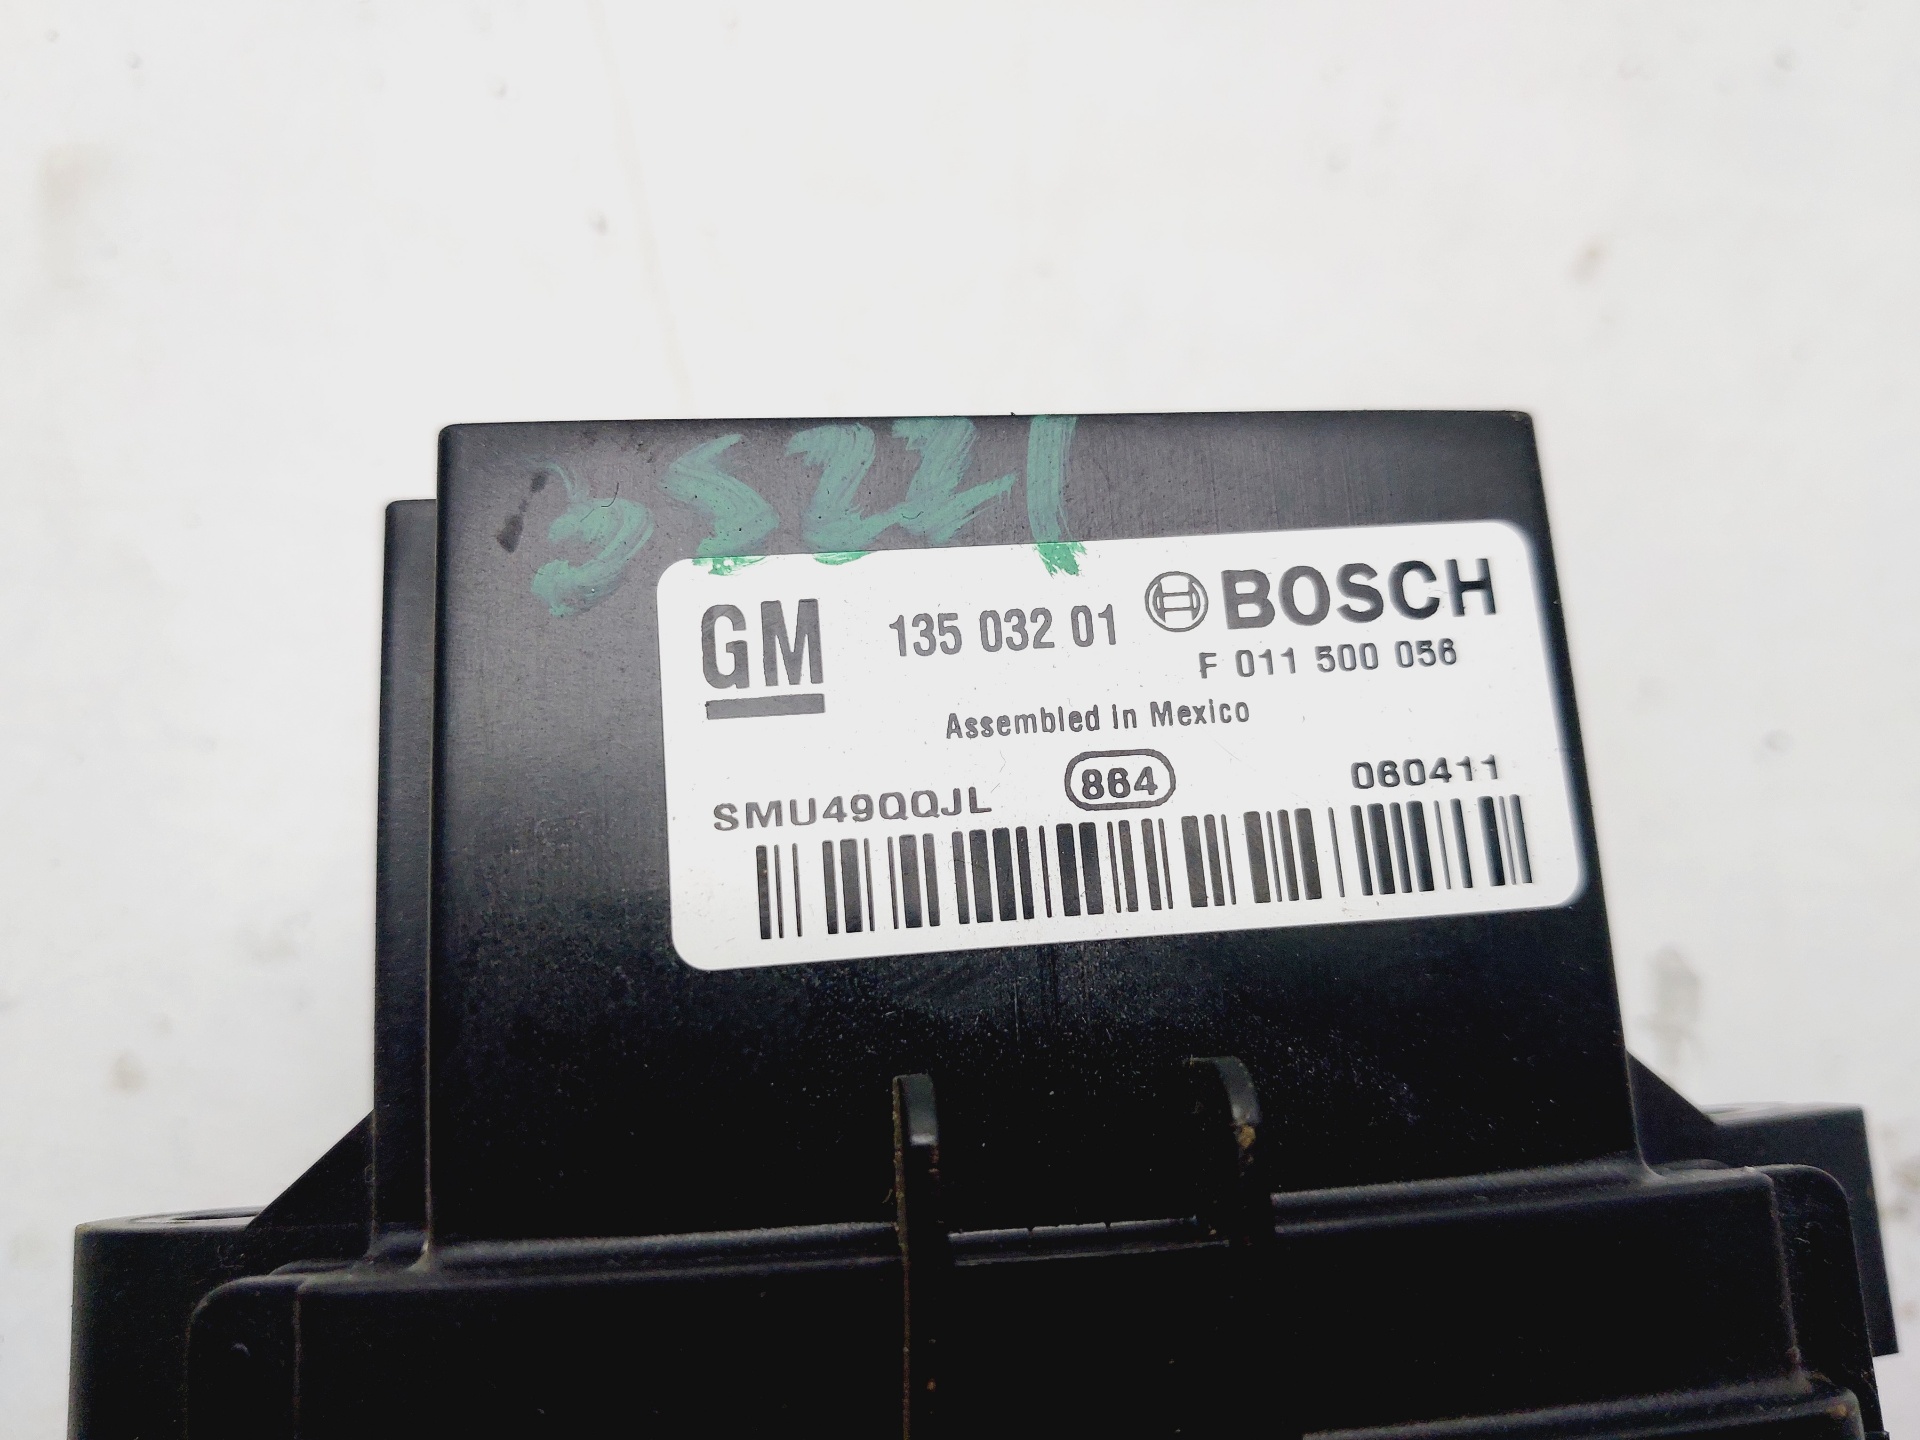 35221
GM 135 032 01 BOSCH
F 011 500 056
Assembled in Mexico
864
SMU49QQJL 060411